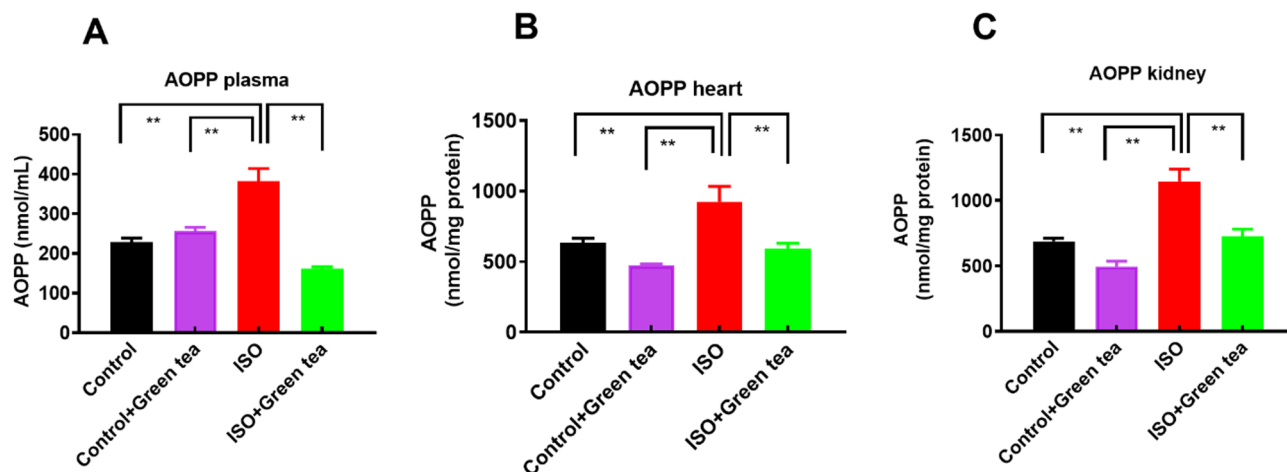 A
AOPP plasma
**
**
**
AOPP (nmol/mL)
500
400
300
200
100
0
Control
Control+Green tea
ISO
ISO+Green tea
B
AOPP heart
**
**
**
AOPP
(nmol/mg protein)
1500
1000
500
0
Control
Control+Green tea
ISO
ISO+Green tea
C
AOPP kidney
**
**
**
AOPP
(nmol/mg protein)
1500
1000
500
0
Control
Control+Green tea
ISO
ISO+Green tea